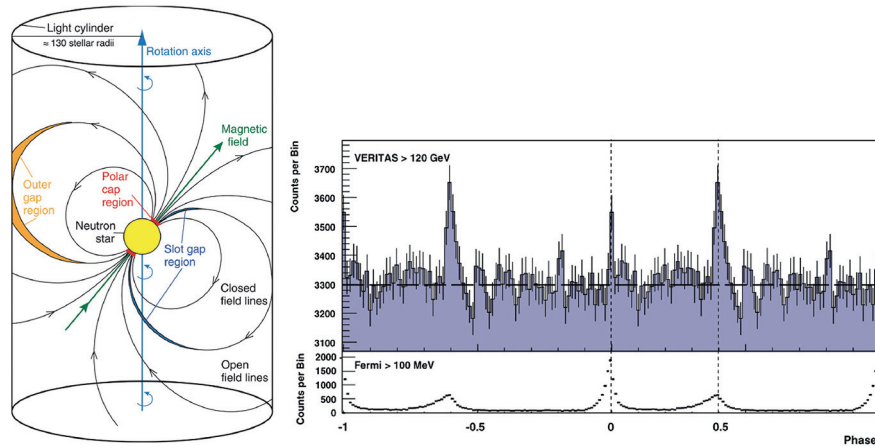 Light cylinder
≈ 130 stellar radii
Rotation axis
Magnetic
field
Polar
cap
region
Outer
gap
region
Neutron
star
Slot gap
region
Closed
field lines
Open
field lines
Counts per Bin
VERITAS > 120 GeV
3700
3600
3500
3400
3300
3200
3100
Counts per Bin
Fermi > 100 MeV
2000
1500
1000
500
0
-1
-0.5
0
0.5
Phase